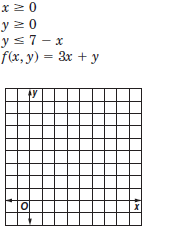 x ≥ 0
y ≥ 0
y ≤ 7 − x
f(x, y) = 3x + y
y
O
x